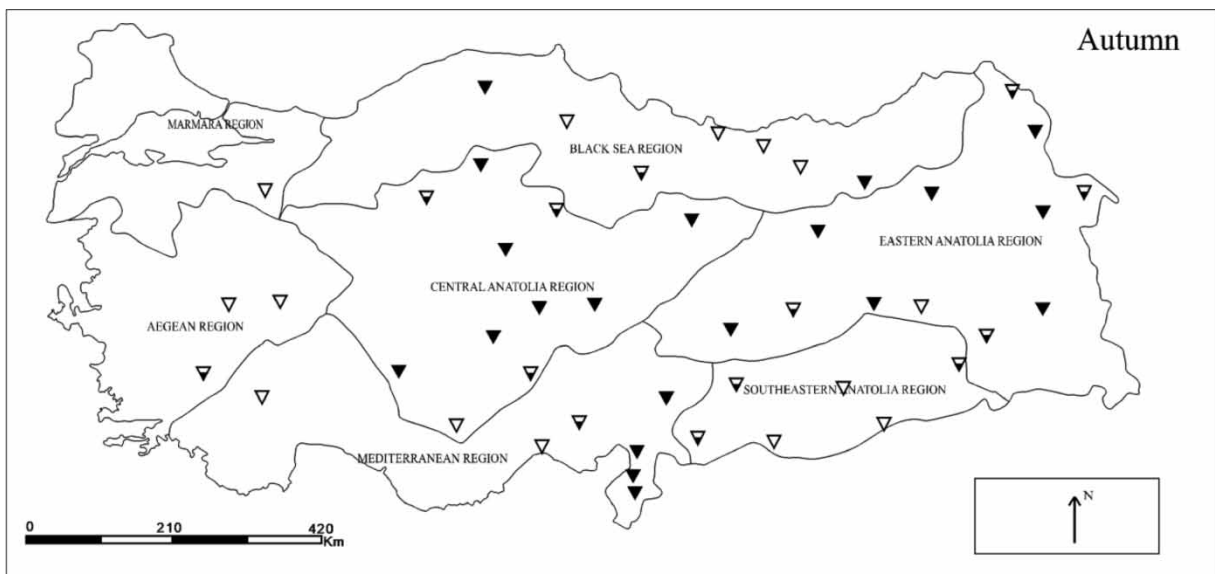 Autumn
MARMARA REGION
BLACK SEA REGION
EASTERN ANATOLIA REGION
CENTRAL ANATOLIA REGION
AEGEAN REGION
SOUTHEASTERN ANATOLIA REGION
MEDITERRANEAN REGION
N
0 210 420
Km